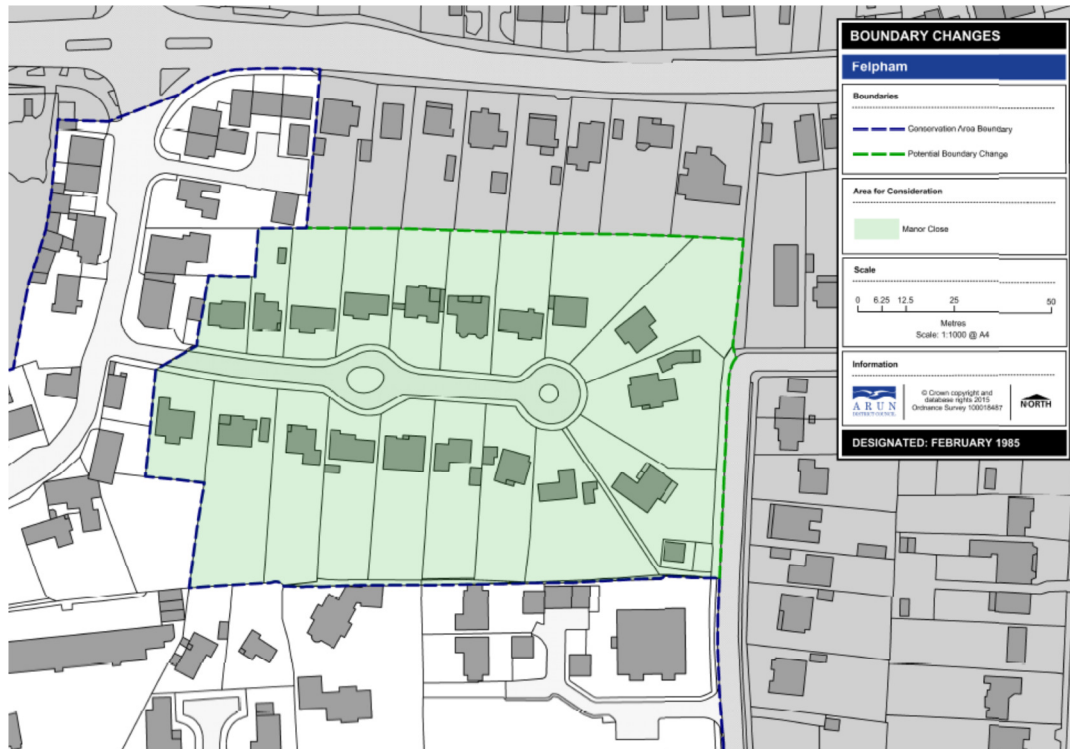 BOUNDARY CHANGES
Felpham
Boundaries
Conservation Area Boundary
Potential Boundary Change
Area for Consideration
Manor Close
Scale
0 6.25 12.5 25 50
Metres
Scale: 1:1000 @ A4
Information
ARUN
DISTRICT COUNCIL
© Crown copyright and
database rights 2015
Ordnance Survey 100018487
NORTH
DESIGNATED: FEBRUARY 1985